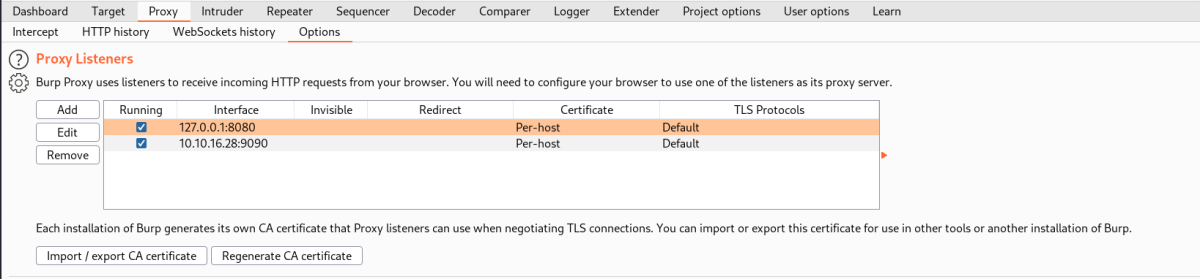 Dashboard Target Proxy Intruder Repeater Sequencer Decoder Comparer Logger Extender Project options User options Learn
Intercept HTTP history WebSockets history Options
? Proxy Listeners
Burp Proxy uses listeners to receive incoming HTTP requests from your browser. You will need to configure your browser to use one of the listeners as its proxy server.
Add Running Interface Invisible Redirect Certificate TLS Protocols
127.0.0.1:8080 Per-host Default
Edit
10.10.16.28:9090 Per-host Default
Remove
Each installation of Burp generates its own CA certificate that Proxy listeners can use when negotiating TLS connections. You can import or export this certificate for use in other tools or another installation of Burp.
Import / export CA certificate Regenerate CA certificate